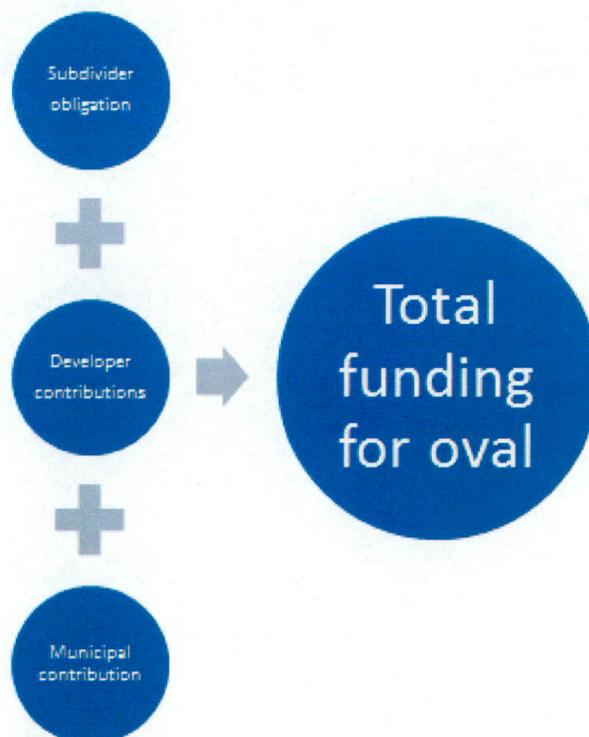 Subdivider
obligation
Developer
contributions
Municipal
contribution
Total
funding
for oval